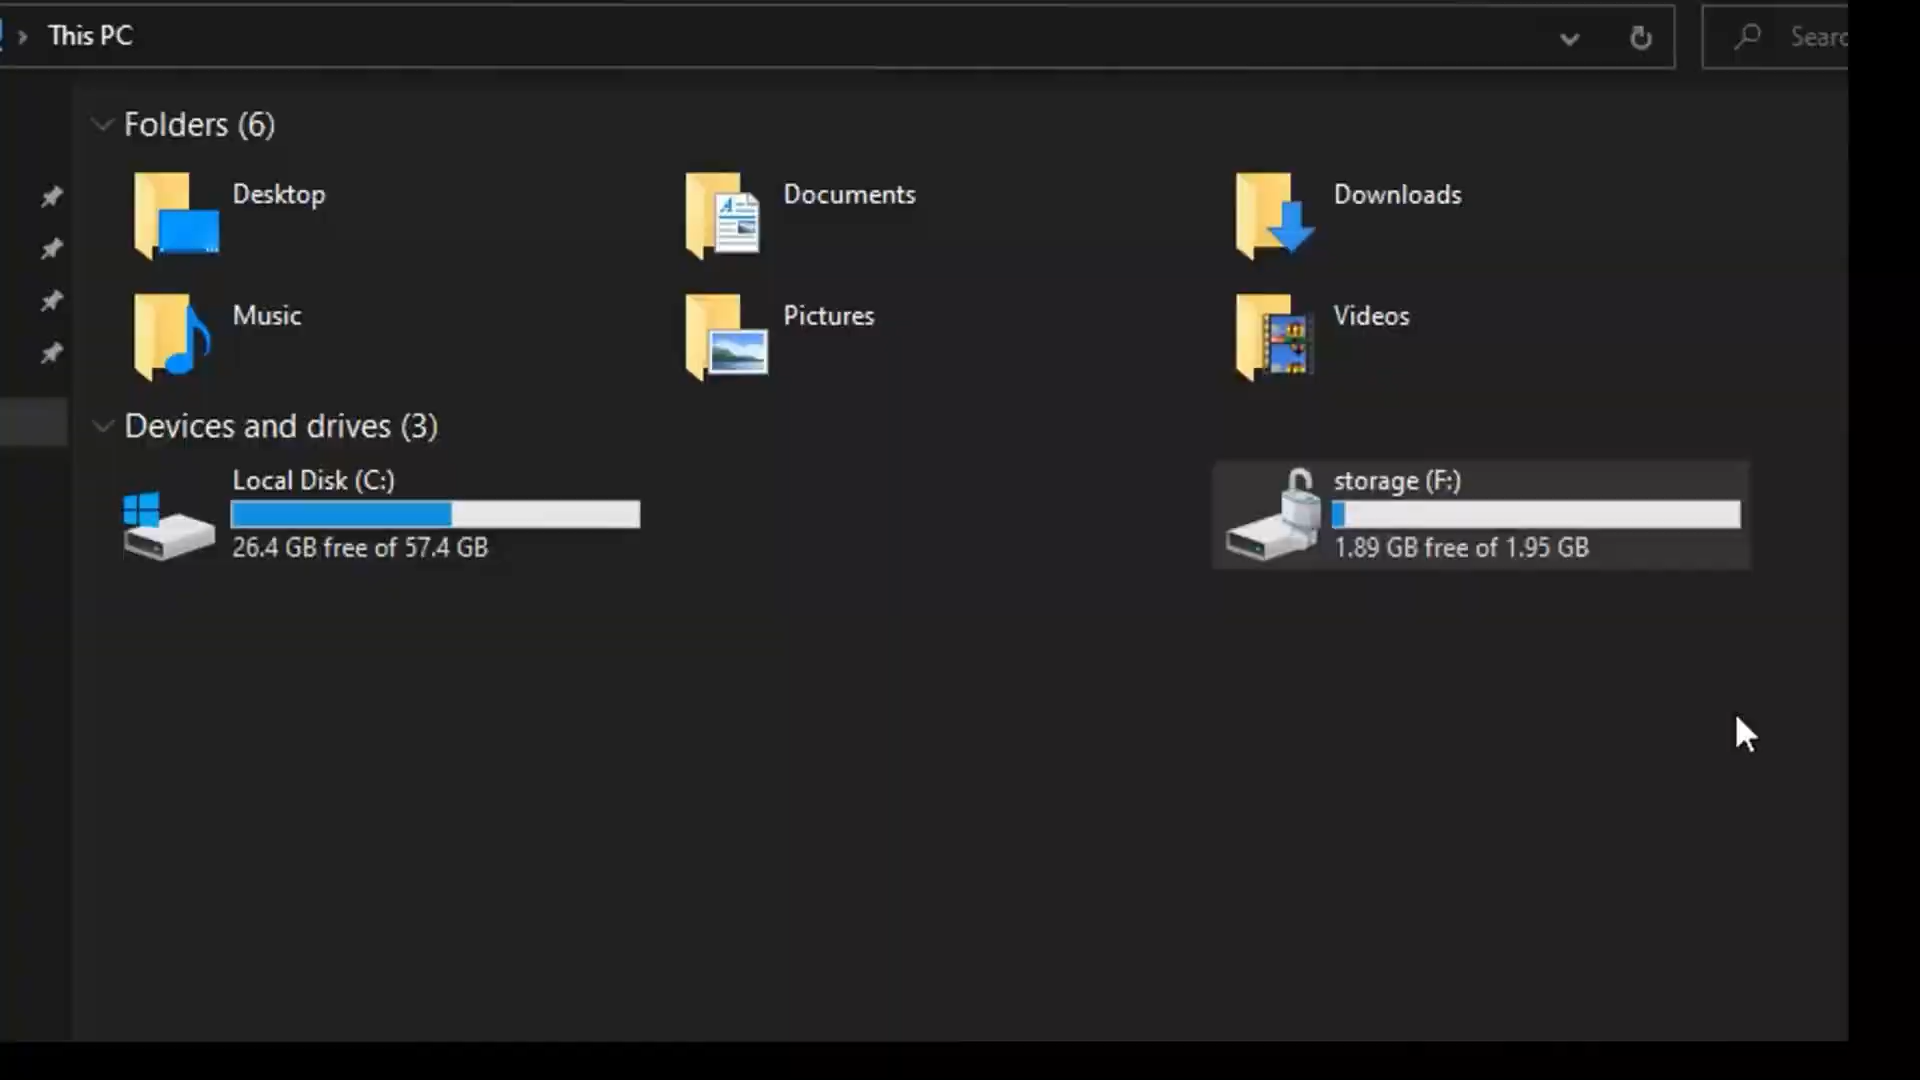 This PC
Searc
Folders (6)
Desktop
Documents
Downloads
Music
Pictures
Videos
Devices and drives (3)
Local Disk (C:)
26.4 GB free of 57.4 GB
storage (F:)
1.89 GB free of 1.95 GB